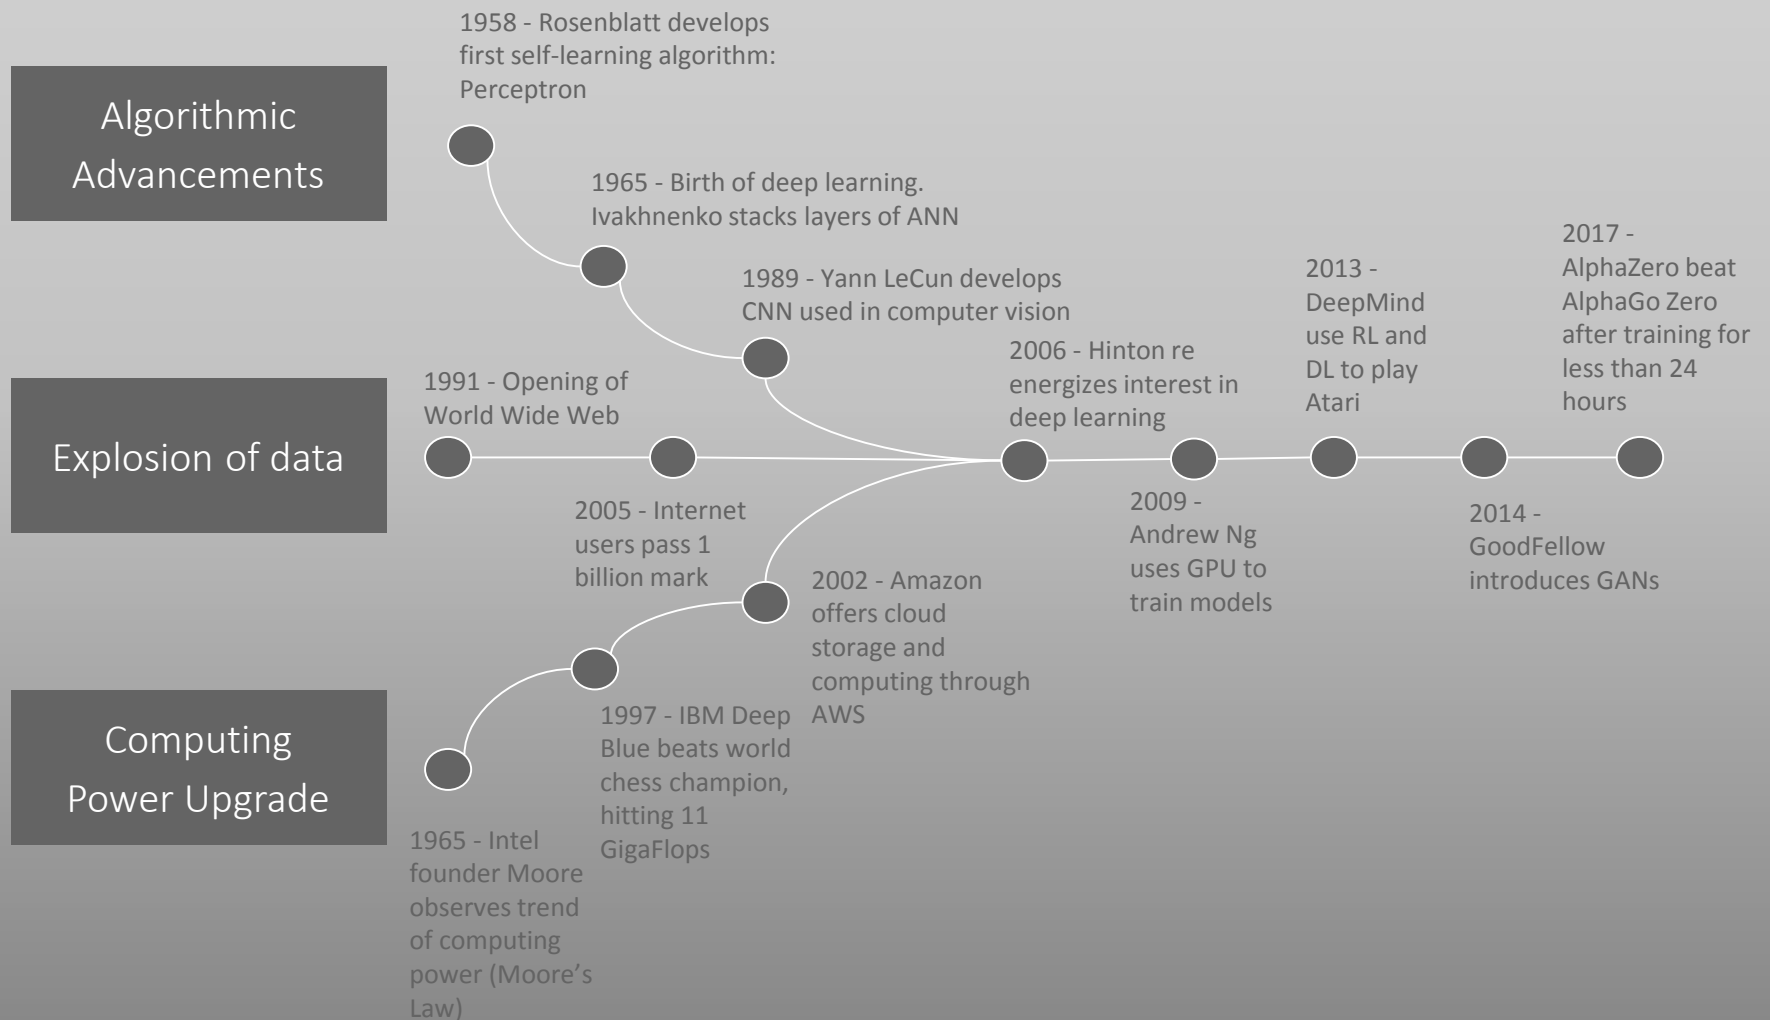 Algorithmic
Advancements
1958 - Rosenblatt develops
first self-learning algorithm:
Perceptron
1965 - Birth of deep learning.
Ivakhnenko stacks layers of ANN
1989 - Yann LeCun develops
CNN used in computer vision
Explosion of data
1991 - Opening of
World Wide Web
2005 - Internet
users pass 1
billion mark
Computing
Power Upgrade
1965 - Intel
founder Moore
observes trend
of computing
power (Moore’s
Law)
1997 - IBM Deep
Blue beats world
chess champion,
hitting 11
GigaFlops
2002 - Amazon
offers cloud
storage and
computing through
AWS
2006 - Hinton re
energizes interest in
deep learning
2009 -
Andrew Ng
uses GPU to
train models
2013 -
DeepMind
use RL and
DL to play
Atari
2014 -
GoodFellow
introduces GANs
2017 -
AlphaZero beat
AlphaGo Zero
after training for
less than 24
hours